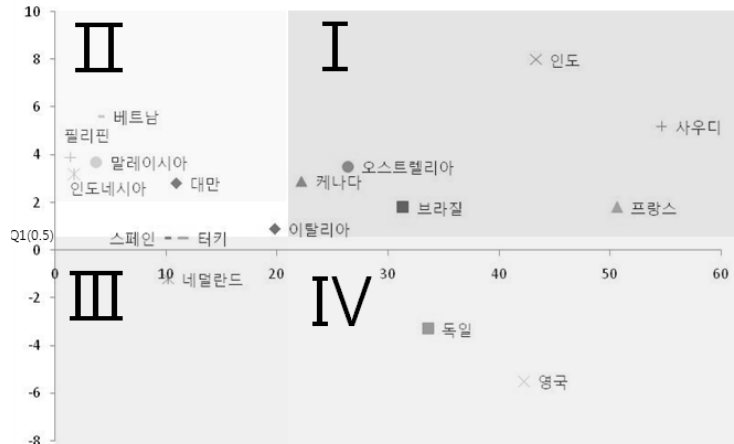 10
II
I
8
인도
6
베트남
사우디
필리핀
4
말레이시아
오스트렐리아
인도네시아
대만
케나다
2
브라질
프랑스
이탈리아
Q1(0.5)
스페인
터키
0
0 10 20 30 40 50 60
네덜란드
III
IV
-2
독일
-4
영국
-6
-8